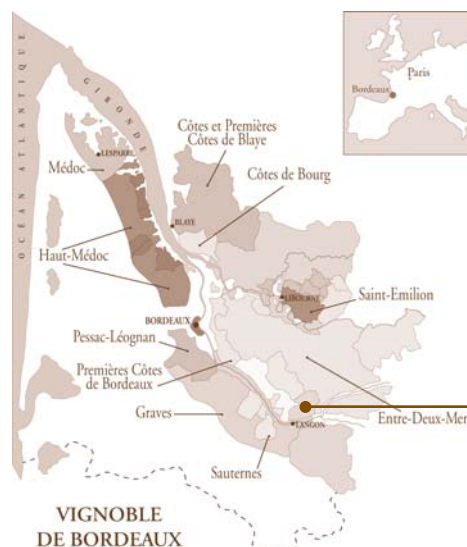 OCÉAN ATLANTIQUE
GIRONDE
Paris
Bordeaux
Côtes et Premières
Côtes de Blaye
LESPARRE
Médoc
Côtes de Bourg
BLAYE
Haut-Médoc
LIBOURNE
Saint-Emilion
BORDEAUX
Pessac-Léognan
Premières Côtes
de Bordeaux
Graves
Entre-Deux-Mer
LANGON
Sauternes
VIGNOBLE
DE BORDEAUX